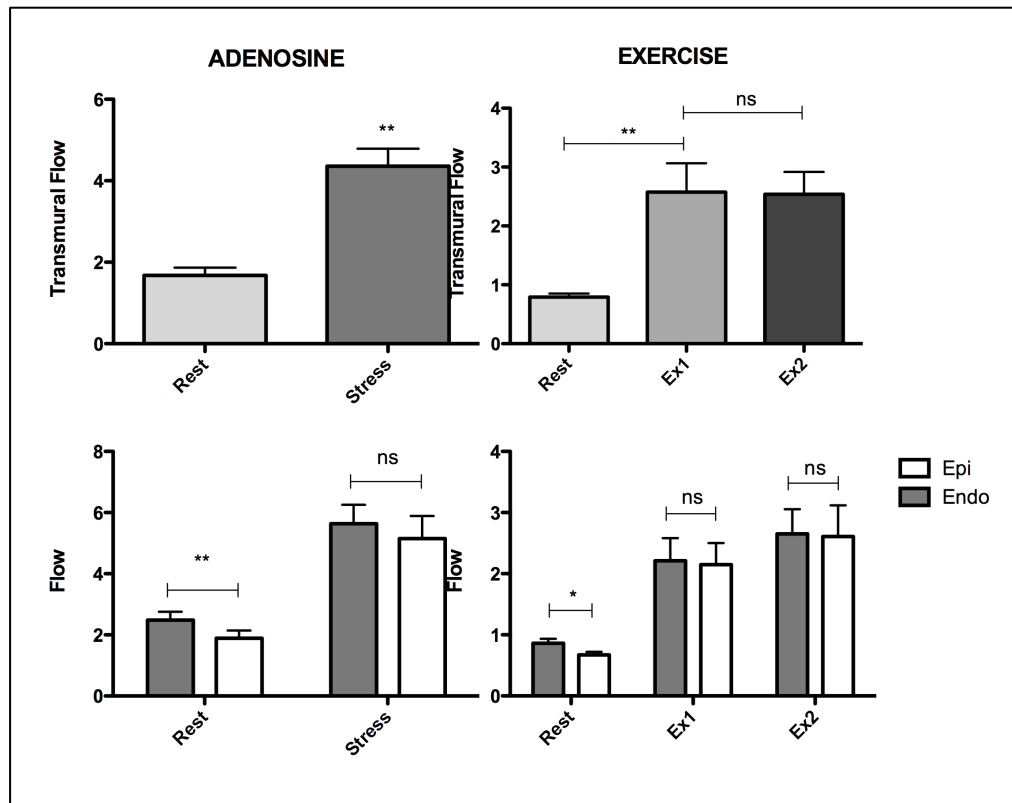 ADENOSINE
Transmural Flow
6
4
2
0
**
Rest
Stress
EXERCISE
Transmural Flow
4
3
2
1
0
**
ns
Rest
Ex1
Ex2
Flow
8
6
4
2
0
**
ns
Rest
Stress
Flow
4
3
2
1
0
*
ns
ns
Rest
Ex1
Ex2
Epi
Endo